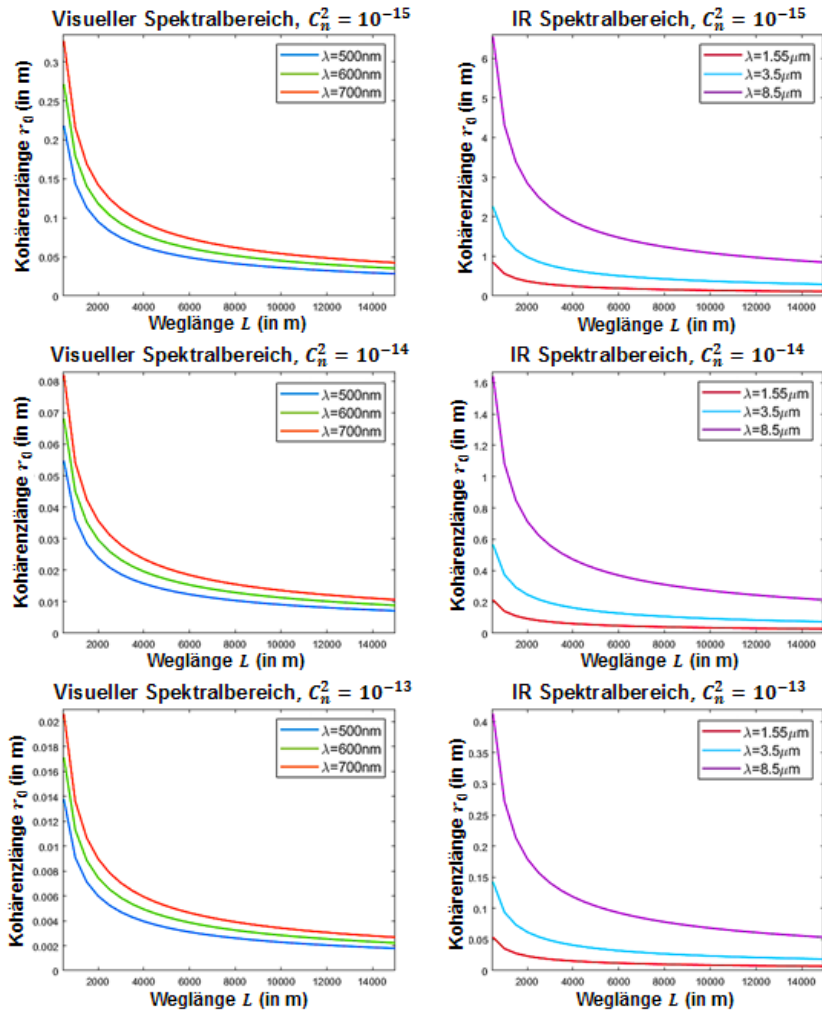 Visueller Spektralbereich, C_n^2 = 10^-15
0.3
0.25
0.2
0.15
0.1
0.05
0
Kohärenzlänge r_0 (in m)
λ=500nm
λ=600nm
λ=700nm
2000 4000 6000 8000 10000 12000 14000
Weglänge L (in m)
IR Spektralbereich, C_n^2 = 10^-15
6
5
4
3
2
1
0
Kohärenzlänge r_0 (in m)
λ=1.55μm
λ=3.5μm
λ=8.5μm
2000 4000 6000 8000 10000 12000 14000
Weglänge L (in m)
Visueller Spektralbereich, C_n^2 = 10^-14
0.08
0.07
0.06
0.05
0.04
0.03
0.02
0.01
0
Kohärenzlänge r_0 (in m)
λ=500nm
λ=600nm
λ=700nm
2000 4000 6000 8000 10000 12000 14000
Weglänge L (in m)
IR Spektralbereich, C_n^2 = 10^-14
1.6
1.4
1.2
1
0.8
0.6
0.4
0.2
0
Kohärenzlänge r_0 (in m)
λ=1.55μm
λ=3.5μm
λ=8.5μm
2000 4000 6000 8000 10000 12000 14000
Weglänge L (in m)
Visueller Spektralbereich, C_n^2 = 10^-13
0.02
0.018
0.016
0.014
0.012
0.01
0.008
0.006
0.004
0.002
0
Kohärenzlänge r_0 (in m)
λ=500nm
λ=600nm
λ=700nm
2000 4000 6000 8000 10000 12000 14000
Weglänge L (in m)
IR Spektralbereich, C_n^2 = 10^-13
0.4
0.35
0.3
0.25
0.2
0.15
0.1
0.05
0
Kohärenzlänge r_0 (in m)
λ=1.55μm
λ=3.5μm
λ=8.5μm
2000 4000 6000 8000 10000 12000 14000
Weglänge L (in m)